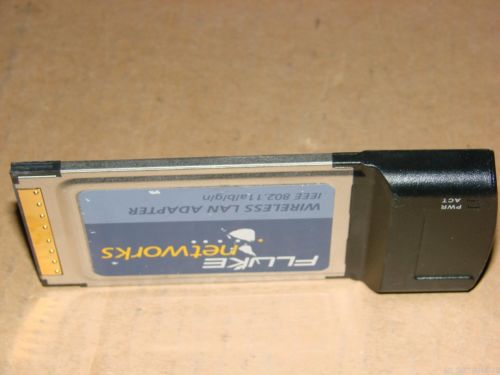 FLUKE
networks
WIRELESS LAN ADAPTER
IEEE 802.11a/b/g/n
PWR
ACT